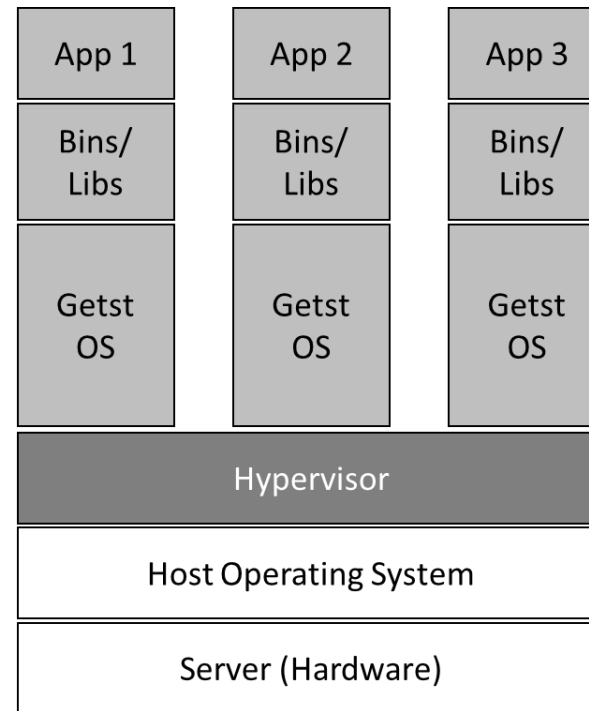 App 1
App 2
App 3
Bins/
Libs
Bins/
Libs
Bins/
Libs
Getst
OS
Getst
OS
Getst
OS
Hypervisor
Host Operating System
Server (Hardware)